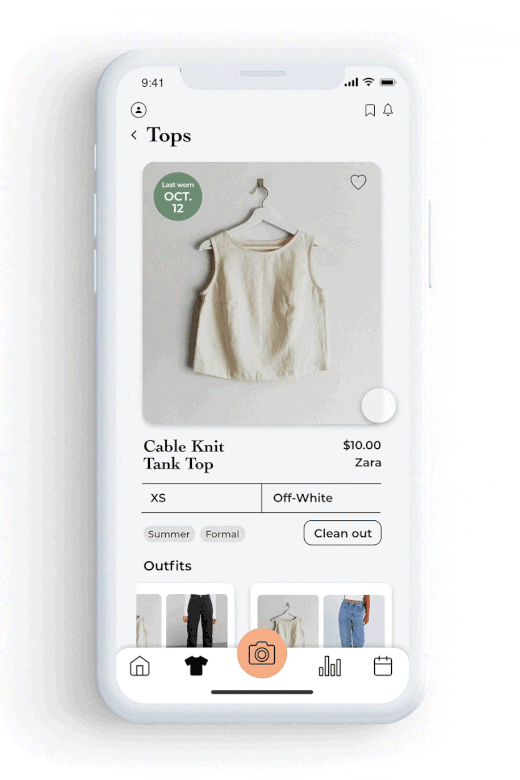 9:41
Tops
Last worn
OCT.
12
Cable Knit
Tank Top
$10.00
Zara
XS
Off-White
Summer
Formal
Clean out
Outfits